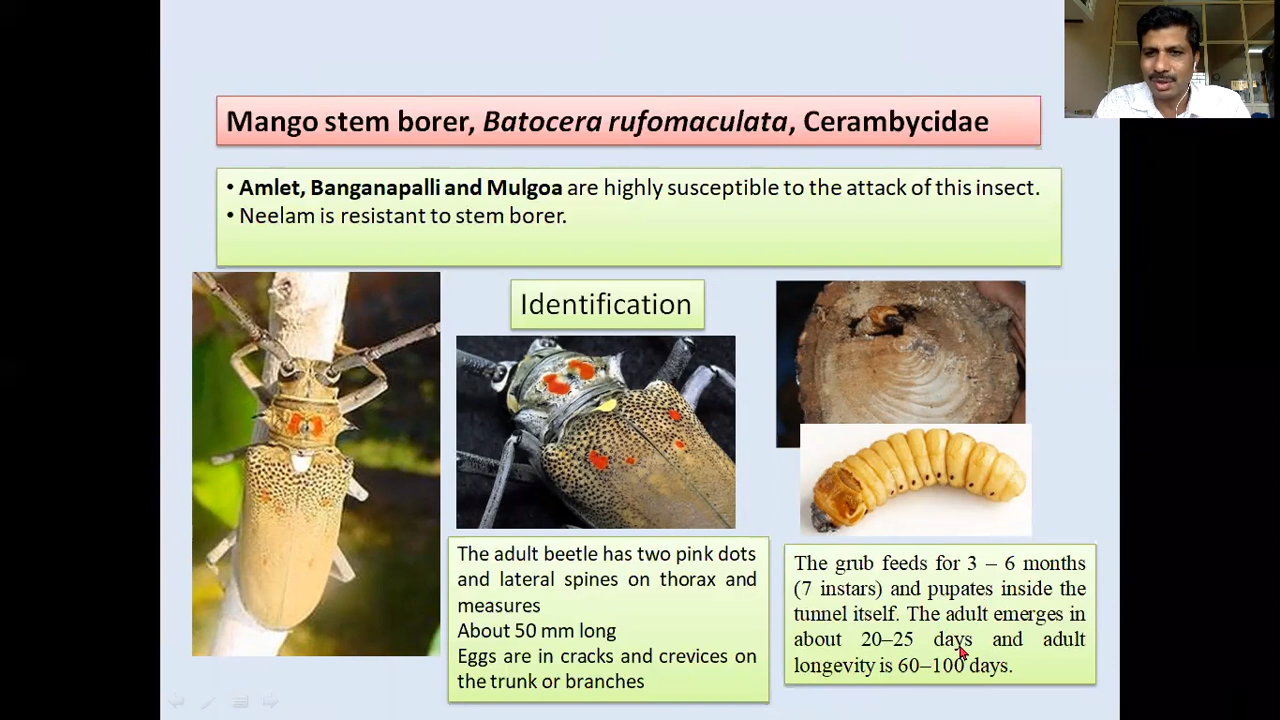 Mango stem borer, Batocera rufomaculata, Cerambycidae
• Amlet, Banganapalli and Mulgoa are highly susceptible to the attack of this insect.
• Neelam is resistant to stem borer.
Identification
The adult beetle has two pink dots
and lateral spines on thorax and
measures
About 50 mm long
Eggs are in cracks and crevices on
the trunk or branches
The grub feeds for 3 – 6 months
(7 instars) and pupates inside the
tunnel itself. The adult emerges in
about 20–25 days and adult
longevity is 60–100 days.